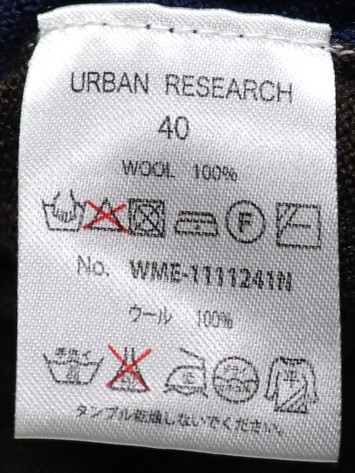 URBAN RESEARCH
40
WOOL 100%
F
No. WME-1111241N
ウール 100%
手洗イ
平
タンブル乾燥しないでください。